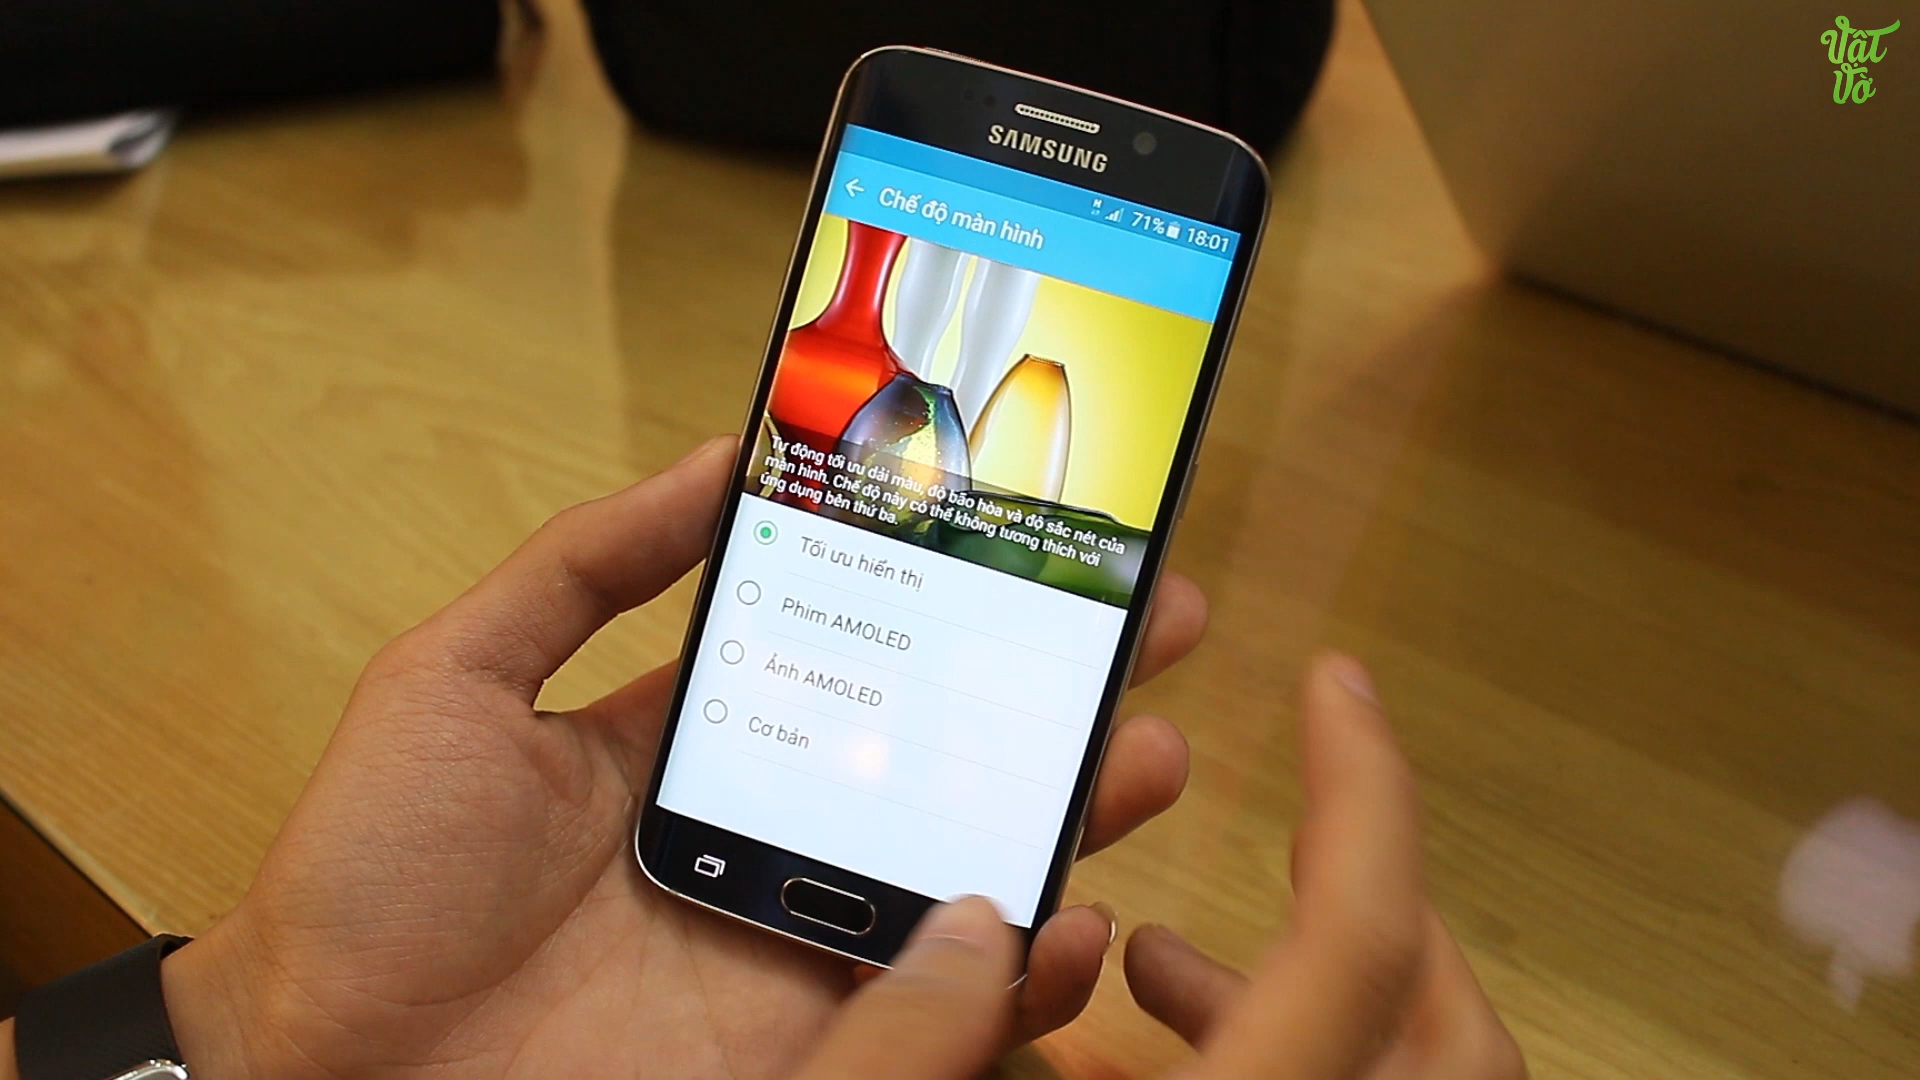 Vật
Vờ
SAMSUNG
H
71% 18:01
Chế độ màn hình
Tự động tối ưu dải màu, độ bão hòa và độ sắc nét của
màn hình. Chế độ này có thể không tương thích với
ứng dụng bên thứ ba.
Tối ưu hiển thị
Phim AMOLED
Ảnh AMOLED
Cơ bản